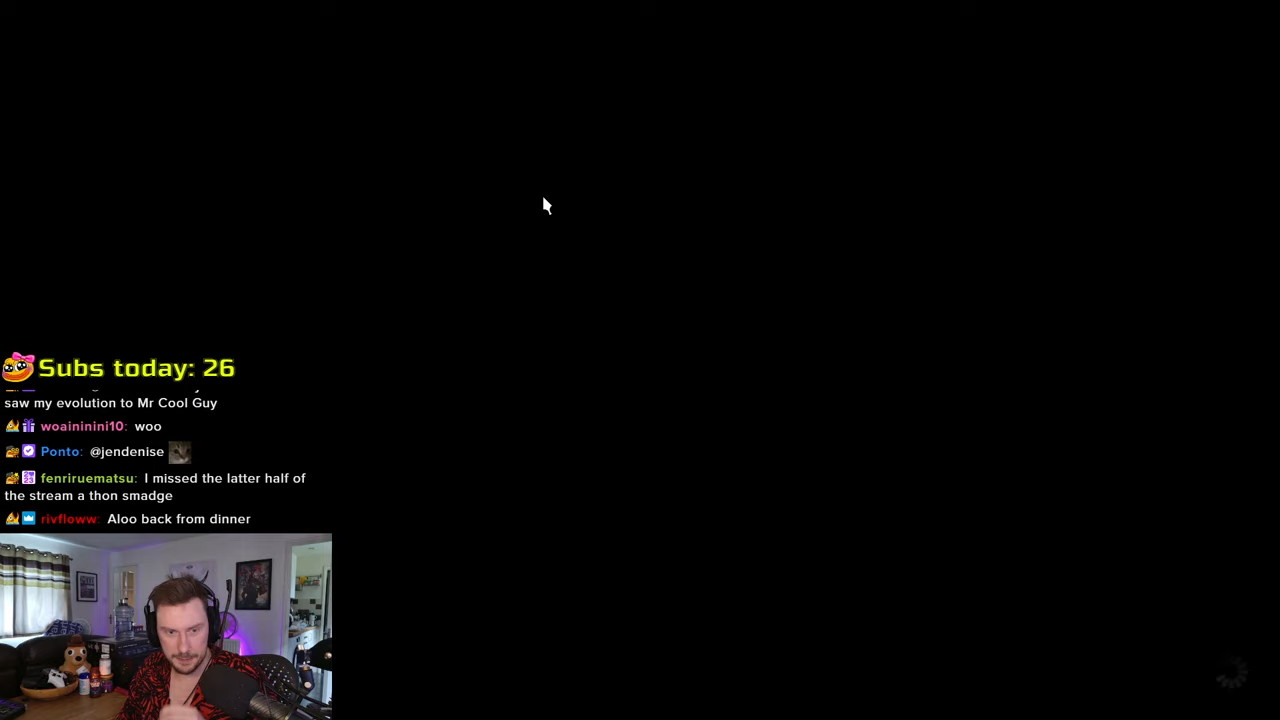 Subs today: 26
saw my evolution to Mr Cool Guy
woaininini10: woo
Ponto: @jendenise
fenriruematsu: I missed the latter half of
the stream a thon smadge
rivfloww: Aloo back from dinner